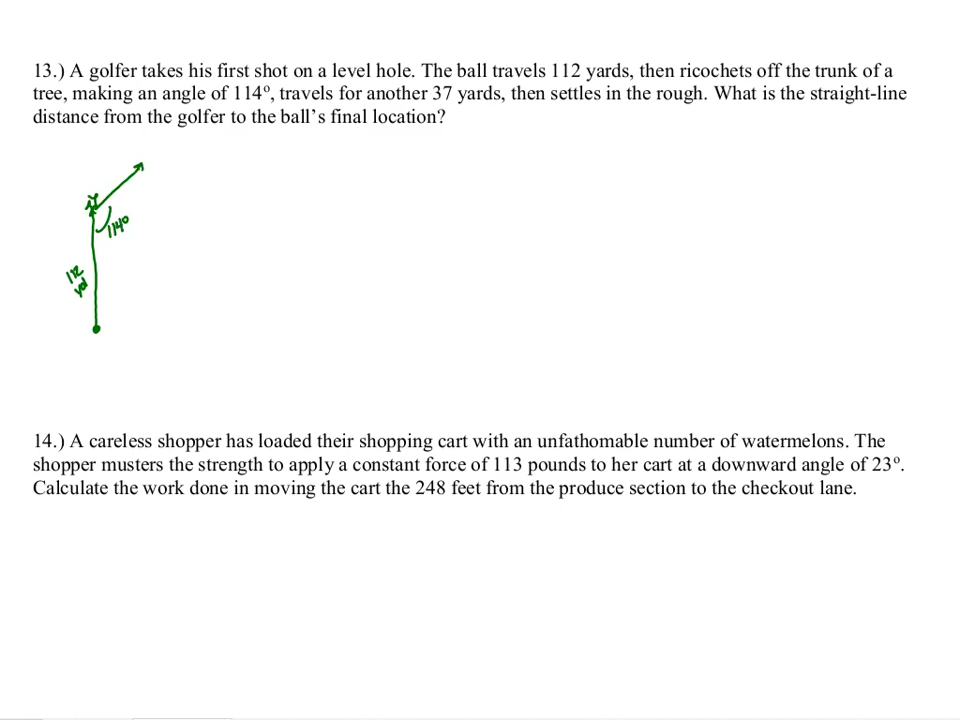 13.) A golfer takes his first shot on a level hole. The ball travels 112 yards, then ricochets off the trunk of a
tree, making an angle of 114º, travels for another 37 yards, then settles in the rough. What is the straight-line
distance from the golfer to the ball’s final location?
114º
112
yd
14.) A careless shopper has loaded their shopping cart with an unfathomable number of watermelons. The
shopper musters the strength to apply a constant force of 113 pounds to her cart at a downward angle of 23º.
Calculate the work done in moving the cart the 248 feet from the produce section to the checkout lane.